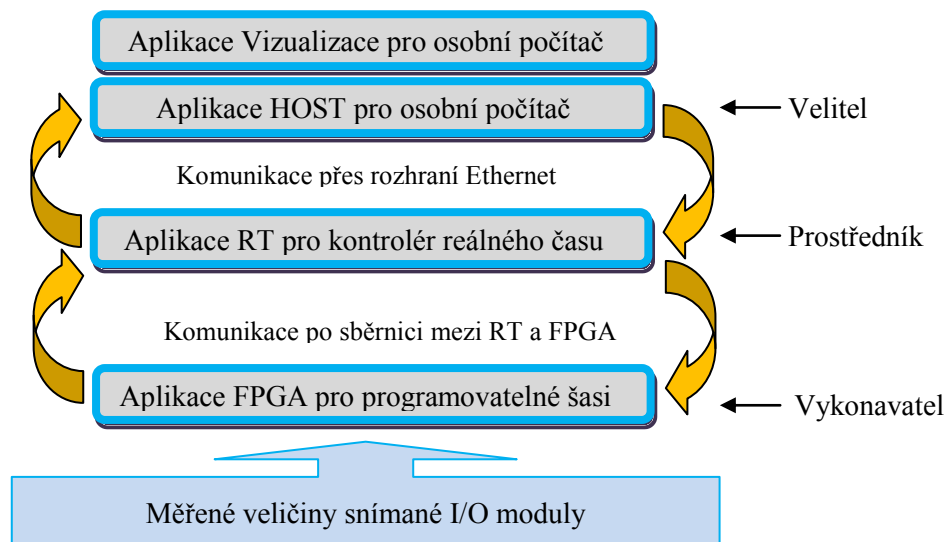 Aplikace Vizualizace pro osobní počítač
Aplikace HOST pro osobní počítač
Velitel
Komunikace přes rozhraní Ethernet
Aplikace RT pro kontrolér reálného času
Prostředník
Komunikace po sběrnici mezi RT a FPGA
Aplikace FPGA pro programovatelné šasi
Vykonavatel
Měřené veličiny snímané I/O moduly